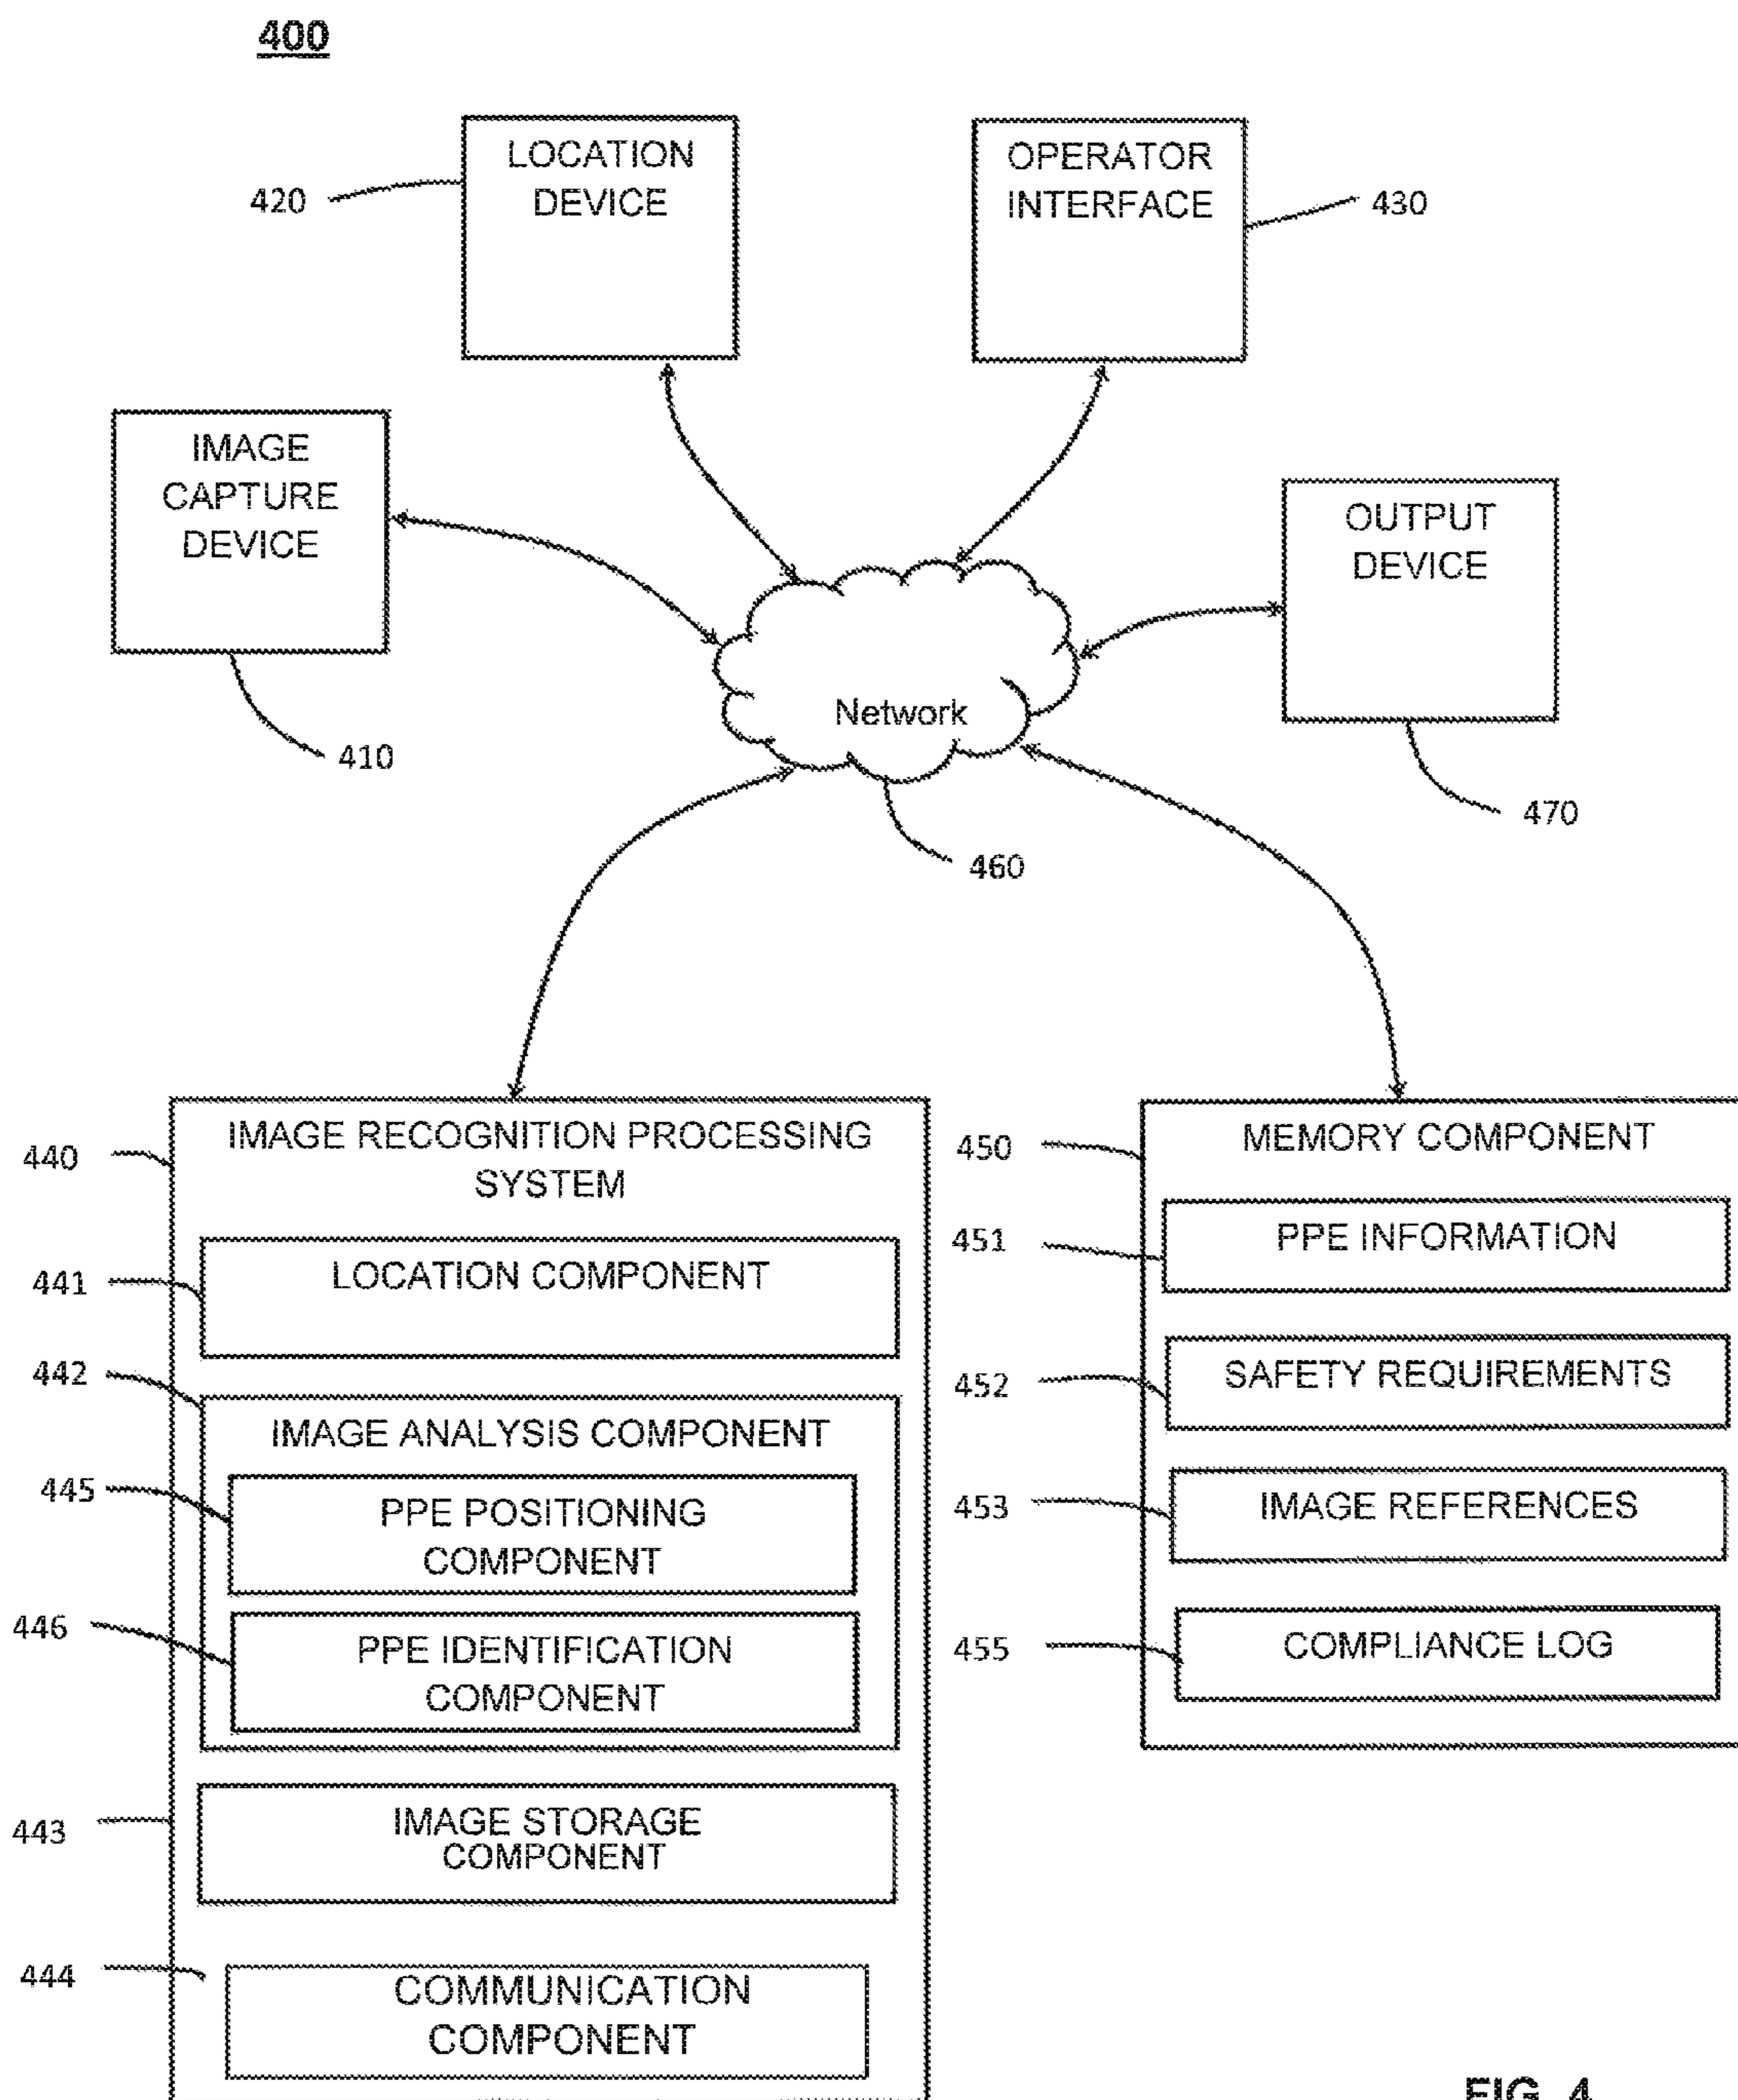 400
LOCATION
DEVICE
420
OPERATOR
INTERFACE
430
IMAGE
CAPTURE
DEVICE
410
OUTPUT
DEVICE
470
Network
460
IMAGE RECOGNITION PROCESSING
SYSTEM
440
LOCATION COMPONENT
441
442
IMAGE ANALYSIS COMPONENT
445
PPE POSITIONING
COMPONENT
446
PPE IDENTIFICATION
COMPONENT
443
IMAGE STORAGE
COMPONENT
444
COMMUNICATION
COMPONENT
450
MEMORY COMPONENT
451
PPE INFORMATION
452
SAFETY REQUIREMENTS
453
IMAGE REFERENCES
455
COMPLIANCE LOG
FIG. 4